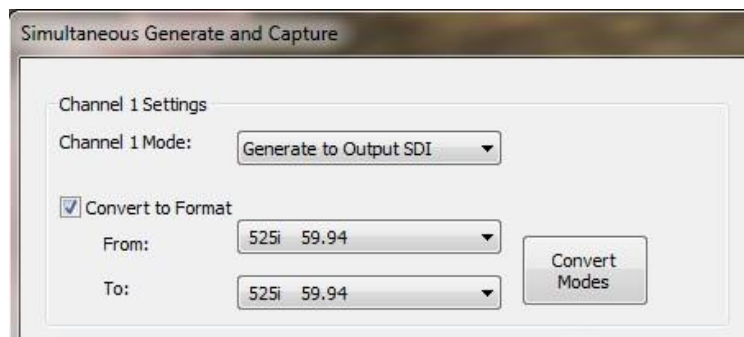 Simultaneous Generate and Capture
Channel 1 Settings
Channel 1 Mode:
Generate to Output SDI
Convert to Format
From:
525i 59.94
To:
525i 59.94
Convert
Modes